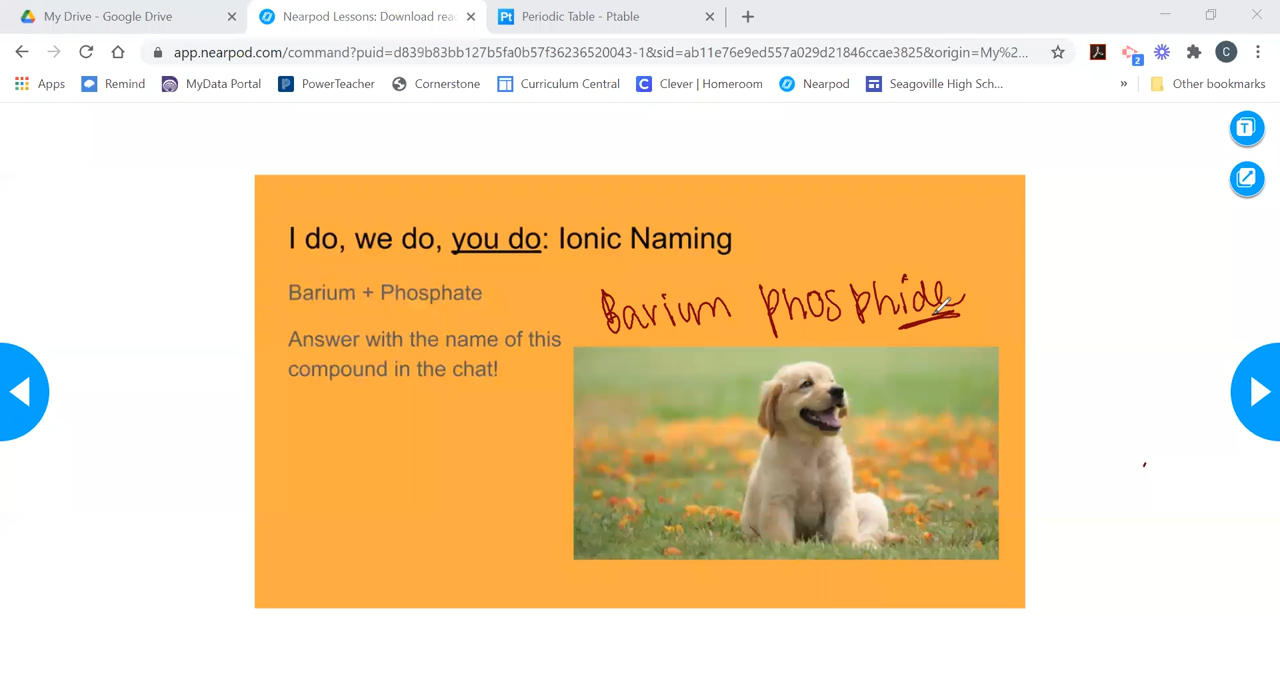 My Drive - Google Drive
Nearpod Lessons: Download rea
Periodic Table - Ptable
app.nearpod.com/command?puid=d839b83bb127b5fa0b57f36236520043-1&sid=ab11e76e9ed557a029d21846ccae3825&origin=My%2...
2
C
Apps
Remind
MyData Portal
PowerTeacher
Cornerstone
Curriculum Central
Clever | Homeroom
Nearpod
Seagoville High Sch...
»
Other bookmarks
I do, we do, you do: Ionic Naming
Barium + Phosphate
Barium phosphide
Answer with the name of this
compound in the chat!